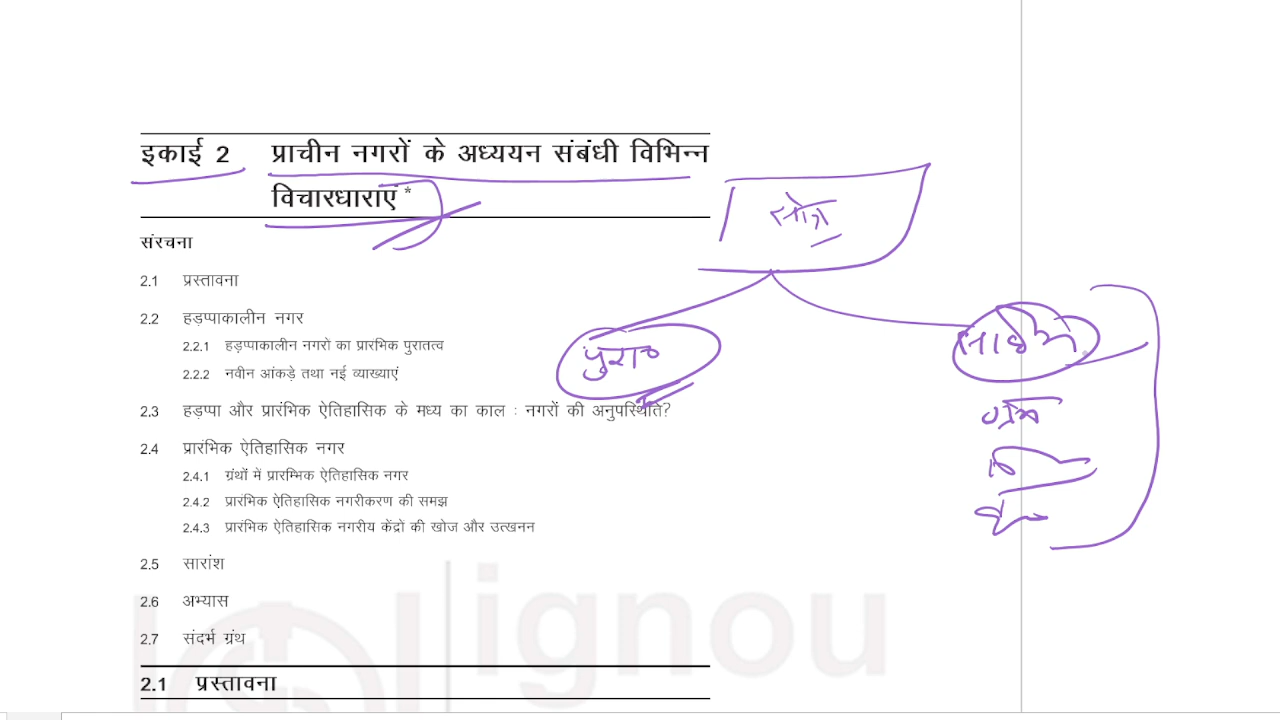 इकाई 2 प्राचीन नगरों के अध्ययन संबंधी विभिन्न
विचारधाराएं*
स्रोत
संरचना
2.1 प्रस्तावना
2.2 हड़प्पाकालीन नगर
2.2.1 हड़प्पाकालीन नगरों का प्रारंभिक पुरातत्व
2.2.2 नवीन आंकड़े तथा नई व्याख्याएं
पुरा०
2.3 हड़प्पा और प्रारंभिक ऐतिहासिक के मध्य का काल : नगरों की अनुपस्थिति?
2.4 प्रारंभिक ऐतिहासिक नगर
2.4.1 ग्रंथों में प्रारम्भिक ऐतिहासिक नगर
2.4.2 प्रारंभिक ऐतिहासिक नगरीकरण की समझ
2.4.3 प्रारंभिक ऐतिहासिक नगरीय केंद्रों की खोज और उत्खनन
2.5 सारांश
2.6 अभ्यास
2.7 संदर्भ ग्रंथ
ignou
2.1 प्रस्तावना